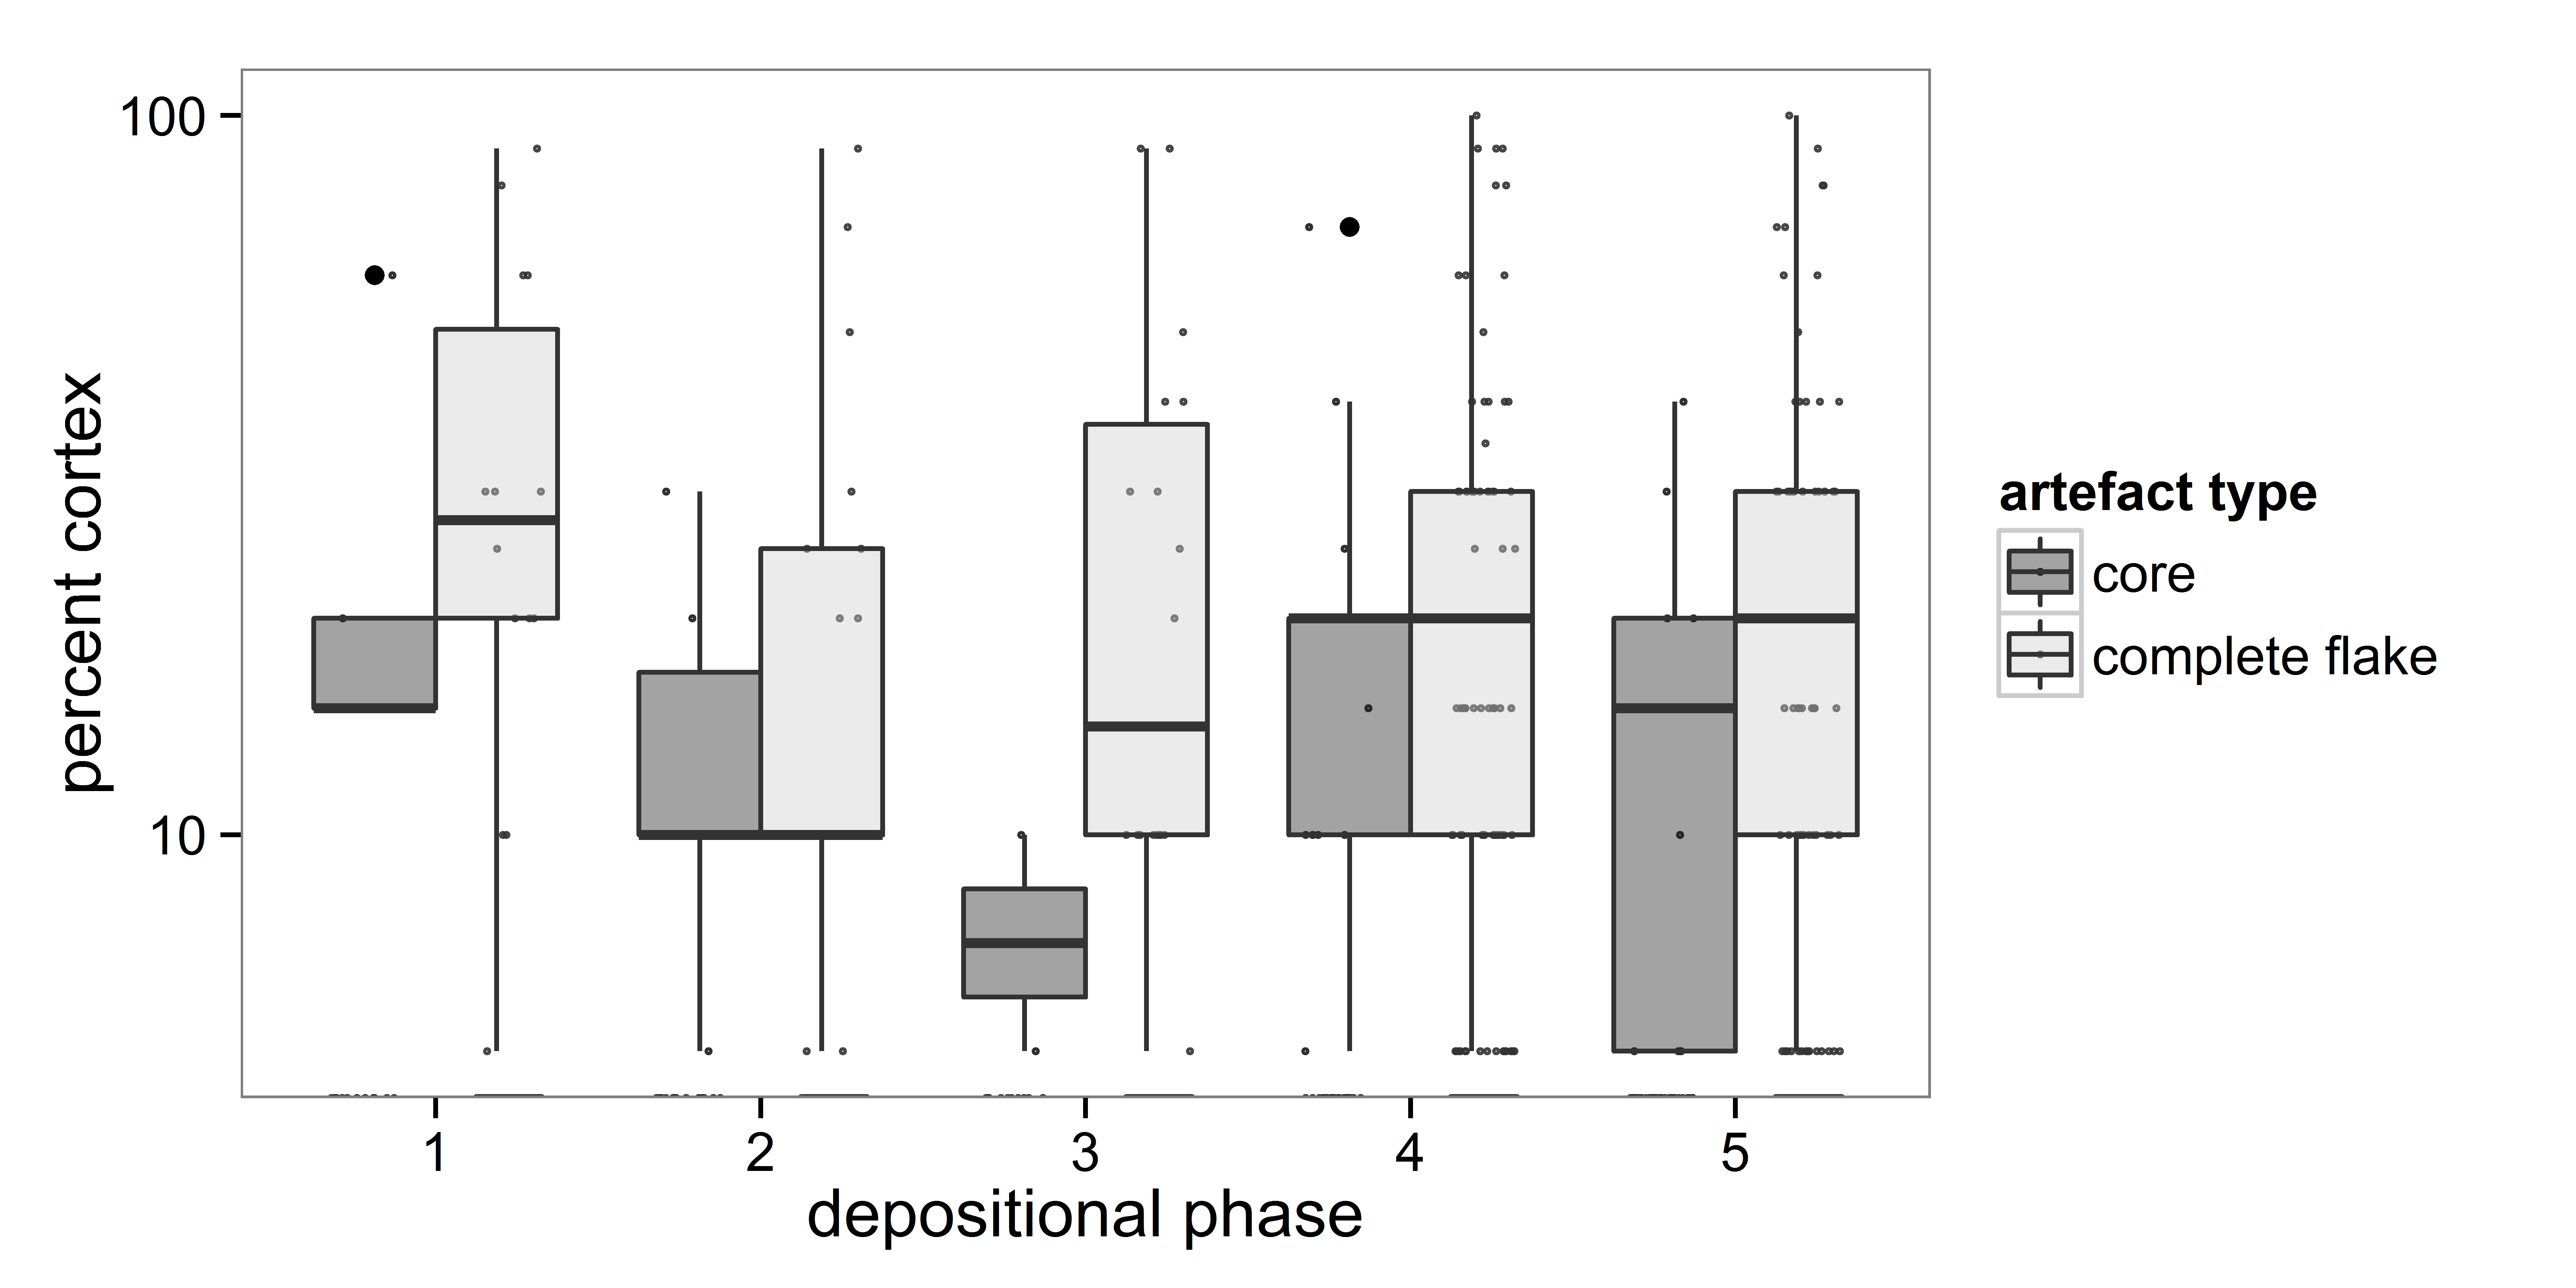 percent cortex
100
10
1 2 3 4 5
depositional phase
artefact type
core
complete flake